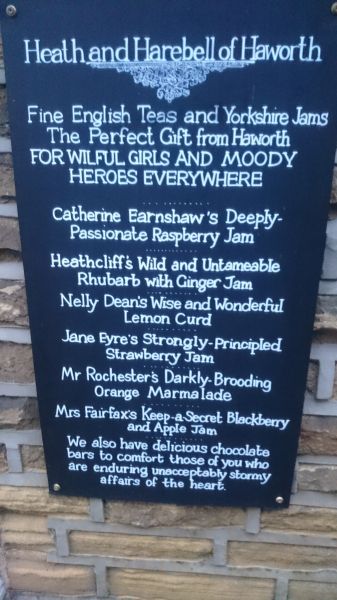 Heath and Harebell of Haworth
Fine English Teas and Yorkshire Jams
The Perfect Gift from Haworth
FOR WILFUL GIRLS AND MOODY
HEROES EVERYWHERE
Catherine Earnshaw's Deeply-
Passionate Raspberry Jam
Heathcliff's Wild and Untameable
Rhubarb with Ginger Jam
Nelly Dean's Wise and Wonderful
Lemon Curd
Jane Eyre's Strongly-Principled
Strawberry Jam
Mr Rochester's Darkly-Brooding
Orange Marmalade
Mrs Fairfax's Keep-a-Secret Blackberry
and Apple Jam
We also have delicious chocolate
bars to comfort those of you who
are enduring unacceptably stormy
affairs of the heart.